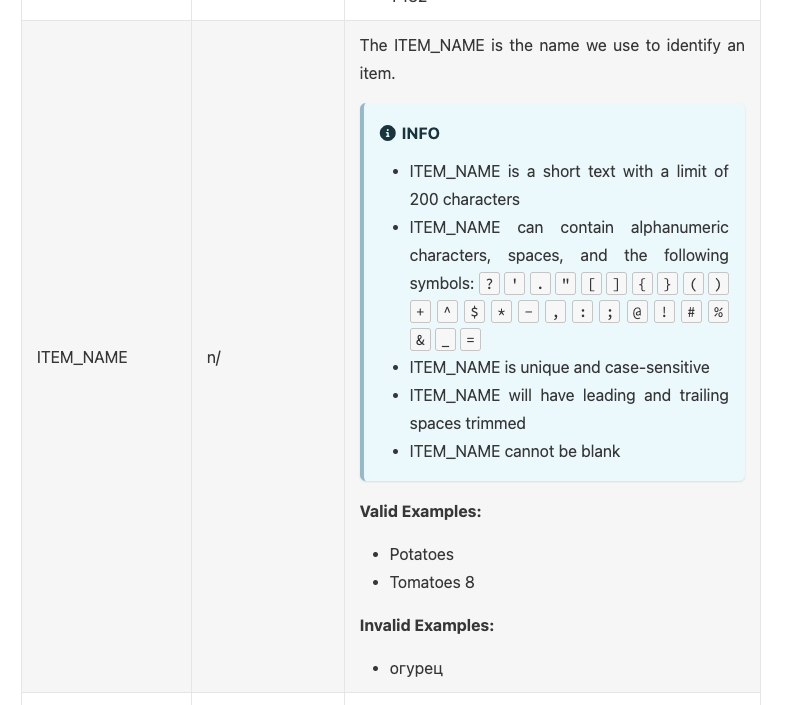 The ITEM_NAME is the name we use to identify an
item.
INFO
• ITEM_NAME is a short text with a limit of
200 characters
• ITEM_NAME can contain alphanumeric
characters, spaces, and the following
symbols: ? ' . " [ ] { } ( )
+ ^ $ * - , : ; @ ! # %
& _ =
• ITEM_NAME is unique and case-sensitive
• ITEM_NAME will have leading and trailing
spaces trimmed
• ITEM_NAME cannot be blank
ITEM_NAME
n/
Valid Examples:
• Potatoes
• Tomatoes 8
Invalid Examples:
• огурец